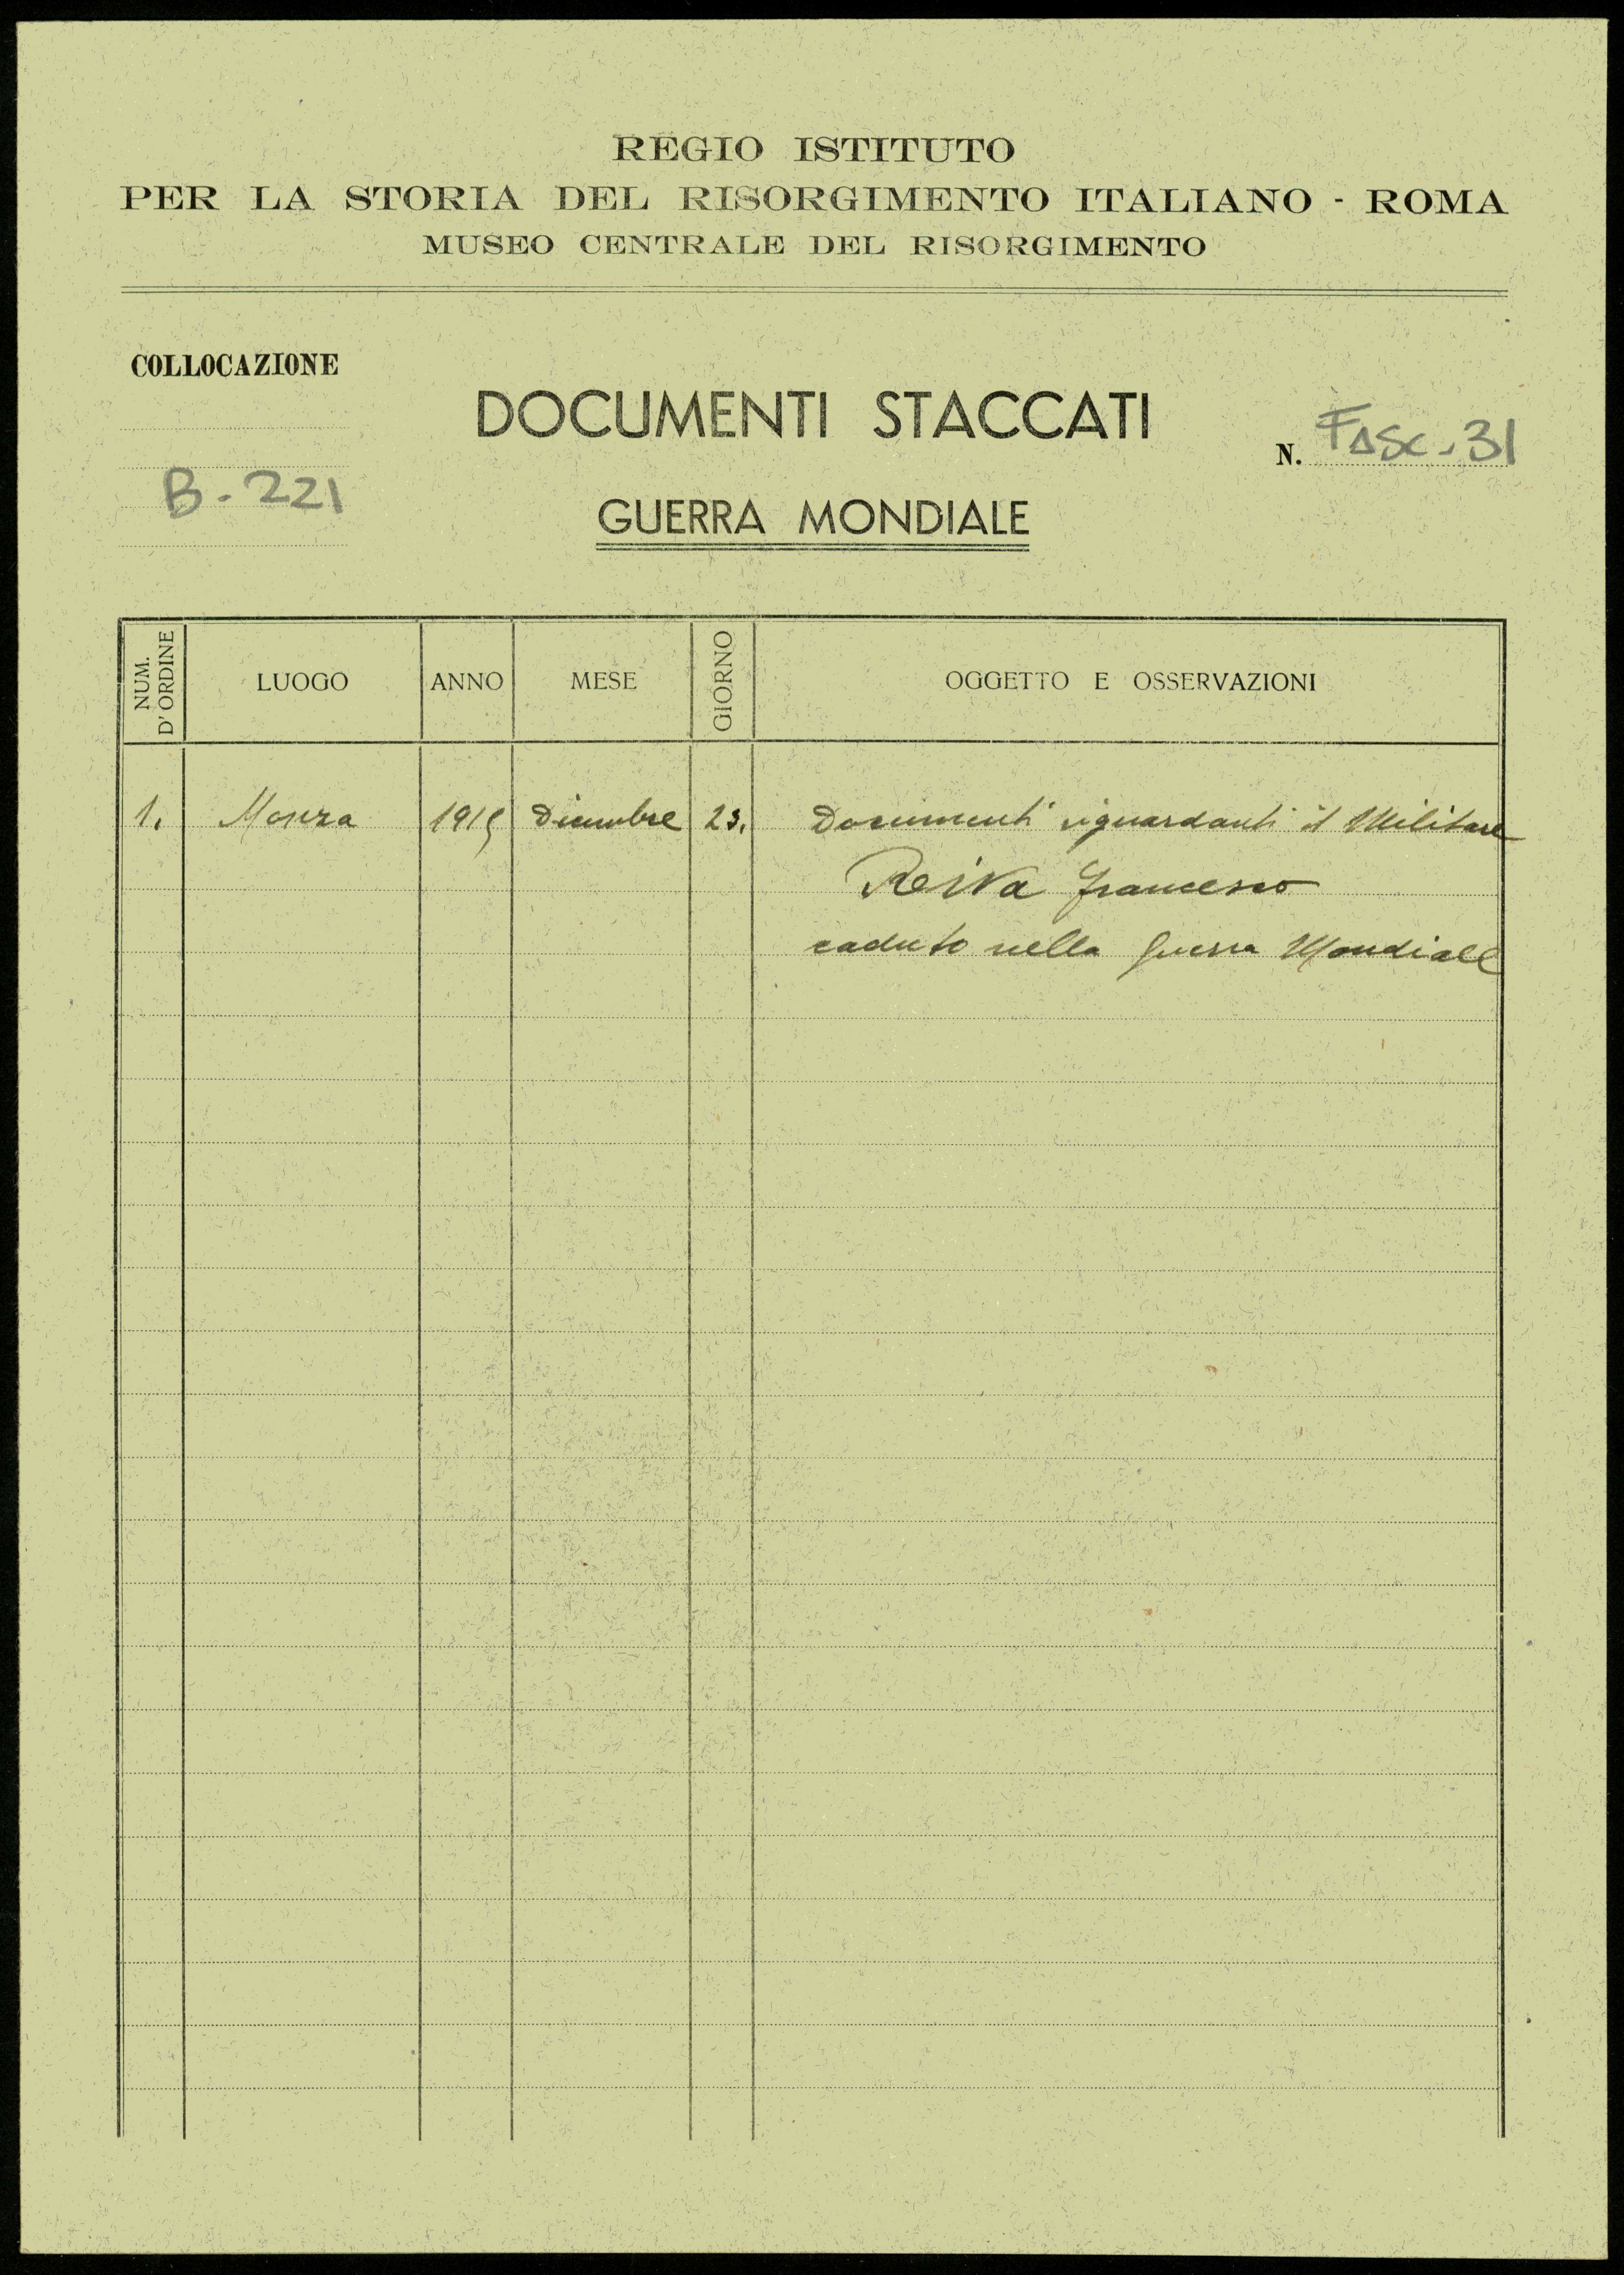 REGIO ISTITUTO
PER LA STORIA DEL RISORGIMENTO ITALIANO - ROMA
MUSEO CENTRALE DEL RISORGIMENTO
COLLOCAZIONE
B - 221
DOCUMENTI STACCATI
N. Fasc. 31
GUERRA MONDIALE
NUM. D'ORDINE LUOGO ANNO MESE GIORNO OGGETTO E OSSERVAZIONI
1. Monza 1915 Dicembre 23. Documenti riguardanti il Militare
ReiNa Francesco
caduto nella Guerra Mondiale